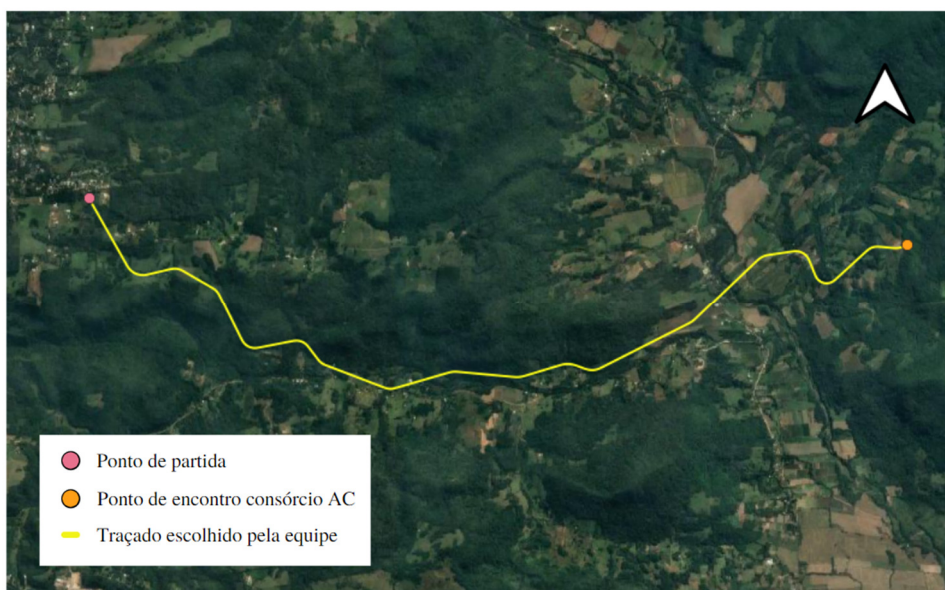 Ponto de partida
Ponto de encontro consórcio AC
Traçado escolhido pela equipe